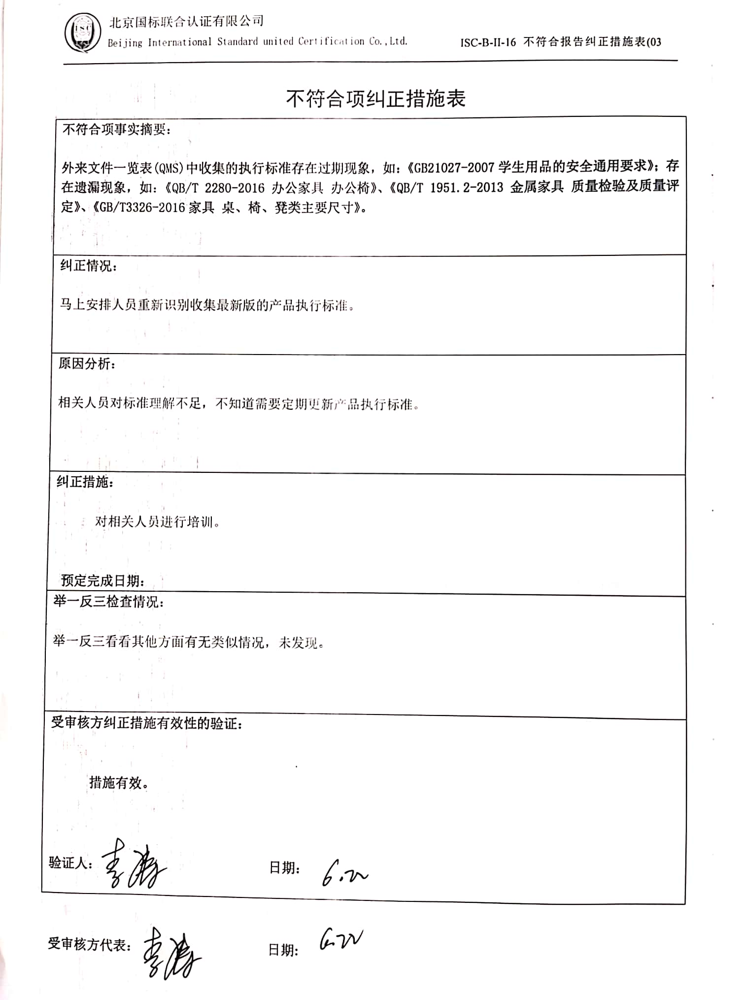 ISC
北京国标联合认证有限公司
Beijing International Standard united Certification Co.,Ltd.
ISC-B-II-16 不符合报告纠正措施表(03
不符合项纠正措施表
不符合项事实摘要：
外来文件一览表(QMS)中收集的执行标准存在过期现象，如：《GB21027-2007 学生用品的安全通用要求》；存
在遗漏现象，如：《QB/T 2280-2016 办公家具 办公椅》、《QB/T 1951.2-2013 金属家具 质量检验及质量评
定》、《GB/T3326-2016 家具 桌、椅、凳类主要尺寸》。
纠正情况：
马上安排人员重新识别收集最新版的产品执行标准。
原因分析：
相关人员对标准理解不足，不知道需要定期更新产品执行标准。
纠正措施：
对相关人员进行培训。
预定完成日期：
举一反三检查情况：
举一反三看看其他方面有无类似情况，未发现。
受审核方纠正措施有效性的验证：
措施有效。
验证人：李 日期：6.22
受审核方代表：李 日期：6.22